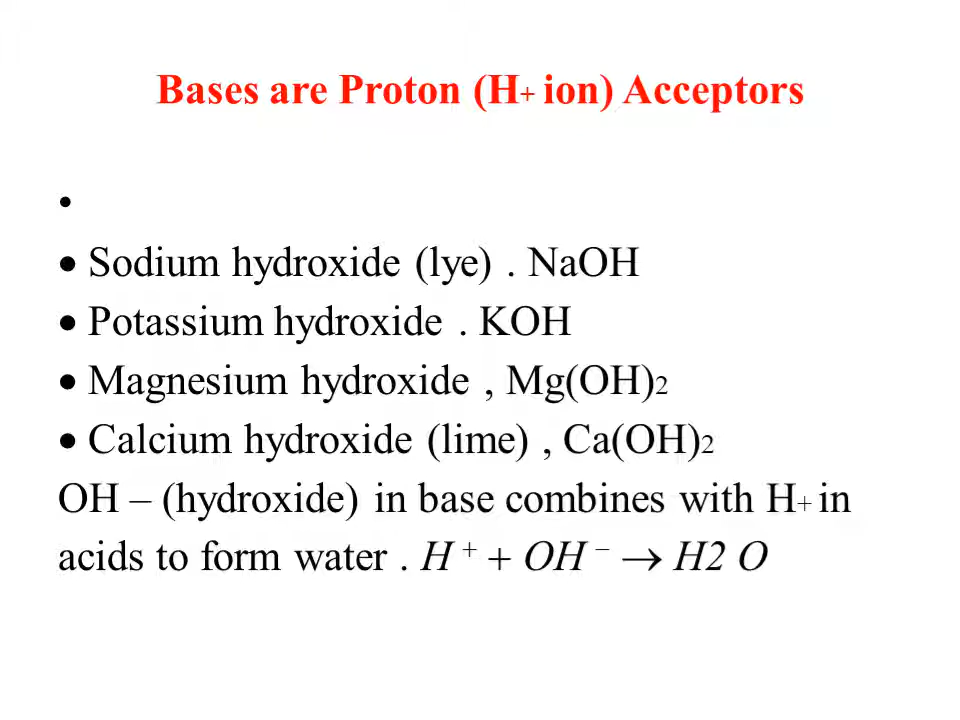 Bases are Proton (H+ ion) Acceptors
•
• Sodium hydroxide (lye) . NaOH
• Potassium hydroxide . KOH
• Magnesium hydroxide , Mg(OH)2
• Calcium hydroxide (lime) , Ca(OH)2
OH – (hydroxide) in base combines with H+ in
acids to form water . H + + OH – → H2 O